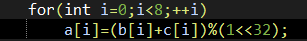 for(int i=0;i<8;++i)
a[i]=(b[i]+c[i])%(1<<32);